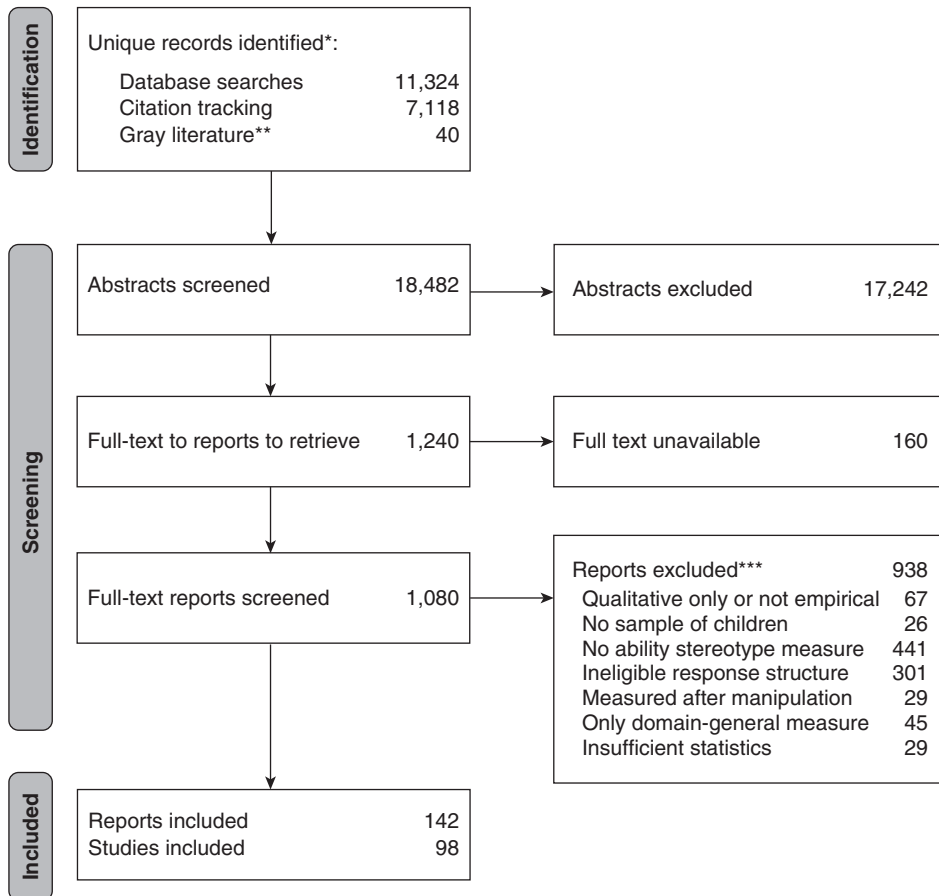 Identification
Unique records identified*:
Database searches 11,324
Citation tracking 7,118
Gray literature** 40
Screening
Abstracts screened 18,482
Abstracts excluded 17,242
Full-text to reports to retrieve 1,240
Full text unavailable 160
Full-text reports screened 1,080
Reports excluded*** 938
Qualitative only or not empirical 67
No sample of children 26
No ability stereotype measure 441
Ineligible response structure 301
Measured after manipulation 29
Only domain-general measure 45
Insufficient statistics 29
Included
Reports included 142
Studies included 98